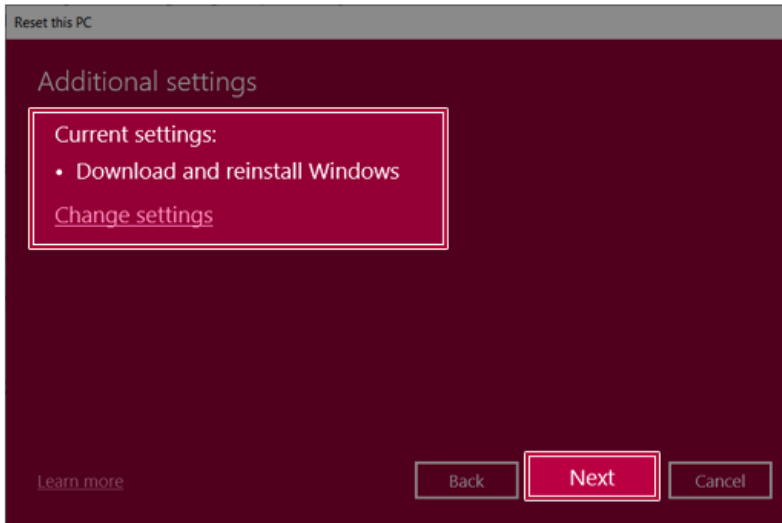 Reset this PC
Additional settings
Current settings:
• Download and reinstall Windows
Change settings
Learn more
Back
Next
Cancel